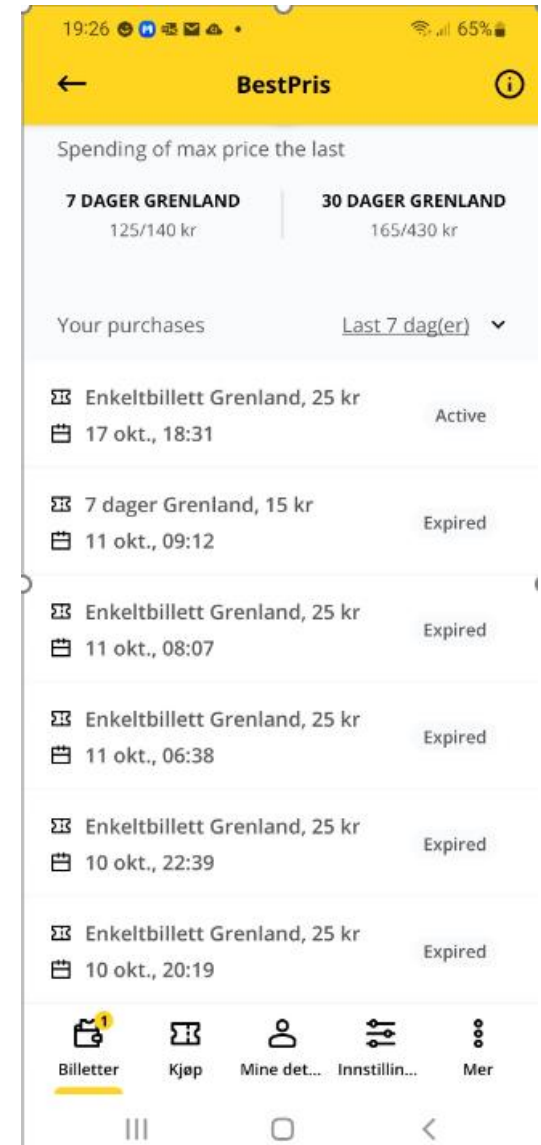 19:26
65%
BestPris
Spending of max price the last
7 DAGER GRENLAND
125/140 kr
30 DAGER GRENLAND
165/430 kr
Your purchases
Last 7 dag(er)
Enkeltbillett Grenland, 25 kr
17 okt., 18:31
Active
7 dager Grenland, 15 kr
11 okt., 09:12
Expired
Enkeltbillett Grenland, 25 kr
11 okt., 08:07
Expired
Enkeltbillett Grenland, 25 kr
11 okt., 06:38
Expired
Enkeltbillett Grenland, 25 kr
10 okt., 22:39
Expired
Enkeltbillett Grenland, 25 kr
10 okt., 20:19
Expired
1
Billetter
Kjøp
Mine det...
Innstillin...
Mer